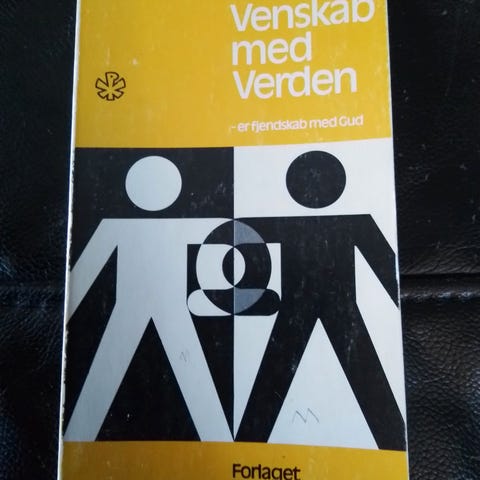 Venskab
med
Verden
- er fjendskab med Gud
Forlaget